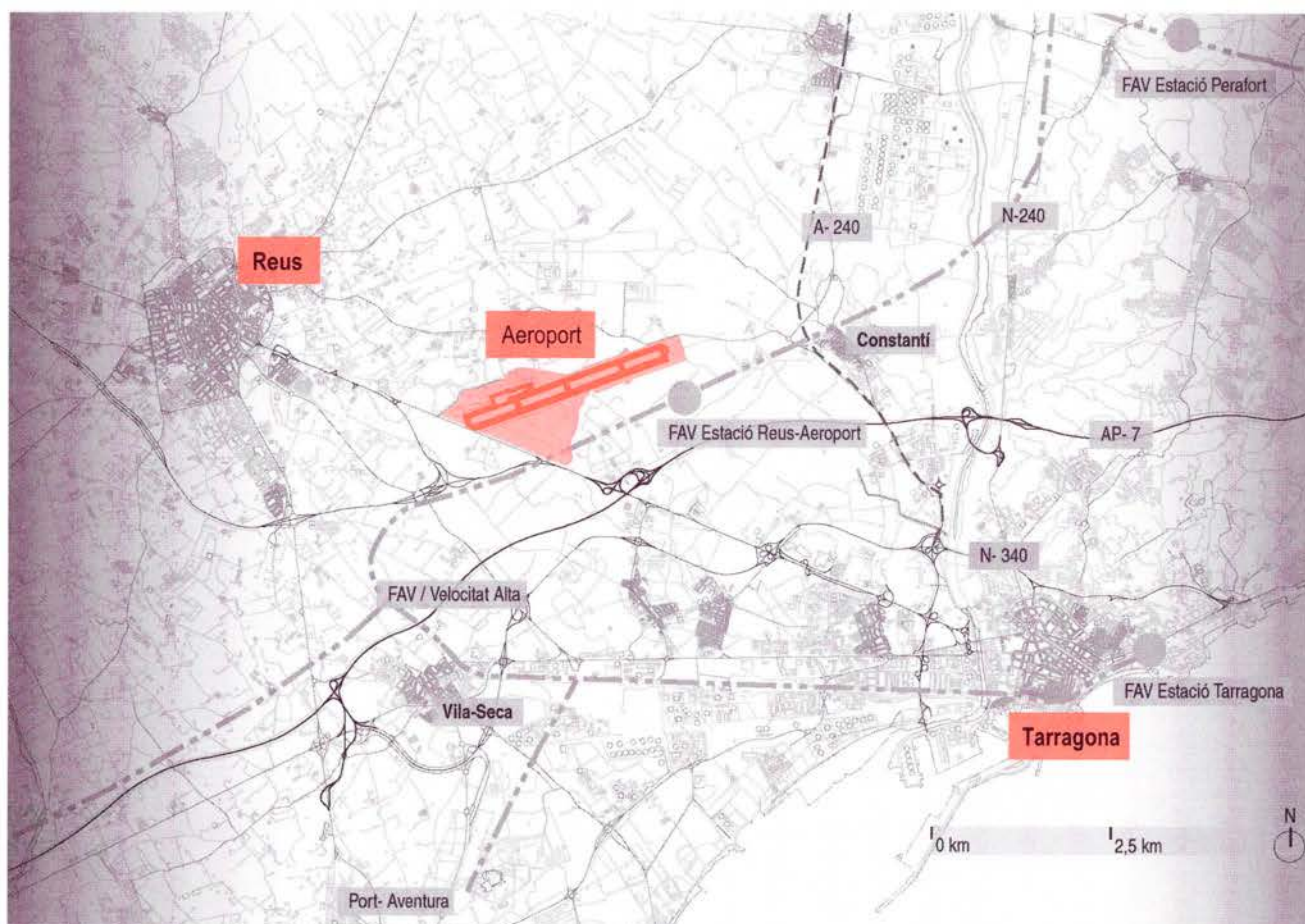 FAV Estació Perafort
N-240
A- 240
Reus
Aeroport
Constantí
FAV Estació Reus-Aeroport
AP- 7
N- 340
FAV / Velocitat Alta
FAV Estació Tarragona
Vila-Seca
Tarragona
N
0 km
2,5 km
Port- Aventura